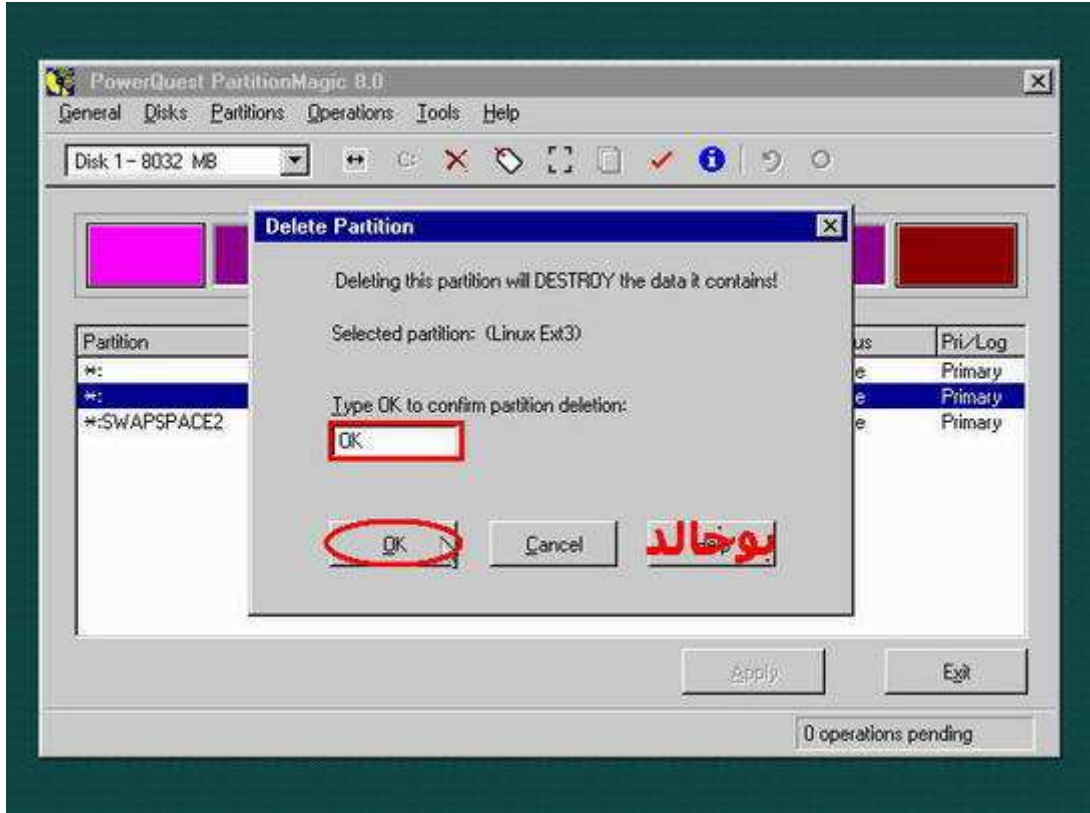 PowerQuest PartitionMagic 8.0
General Disks Partitions Operations Tools Help
Disk 1 - 8032 MB C:
Delete Partition
Deleting this partition will DESTROY the data it contains!
Selected partition: (Linux Ext3)
Type OK to confirm partition deletion:
OK
OK Cancel
بوخالد
Partition us Pri/Log
*: e Primary
*: e Primary
*:SWAPSPACE2 e Primary
Apply Exit
0 operations pending